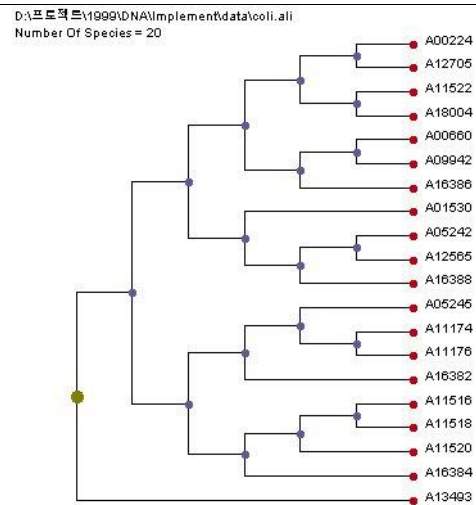 D:\프로젝트\1999\DNA\Implement\data\coli.ali
Number Of Species = 20
A00224
A12705
A11522
A18004
A00660
A09942
A16386
A01530
A05242
A12565
A16388
A05245
A11174
A11176
A16382
A11516
A11518
A11520
A16384
A13493